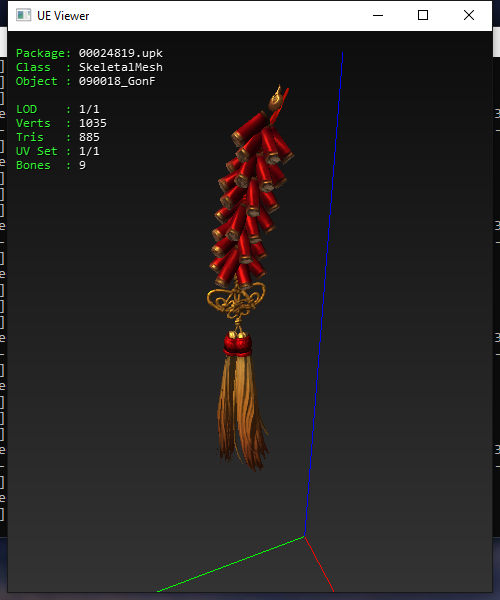 UE Viewer
Package: 00024819.upk
Class : SkeletalMesh
Object : 090018_GonF
LOD : 1/1
Verts : 1035
Tris : 885
UV Set : 1/1
Bones : 9